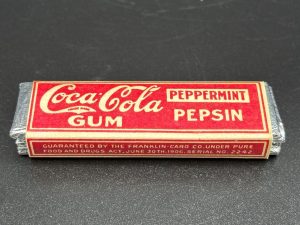 Coca-Cola
GUM
PEPPERMINT
PEPSIN
GUARANTEED BY THE FRANKLIN-CARO CO. UNDER PURE
FOOD AND DRUGS ACT, JUNE 30TH, 1906. SERIAL NO. 2242